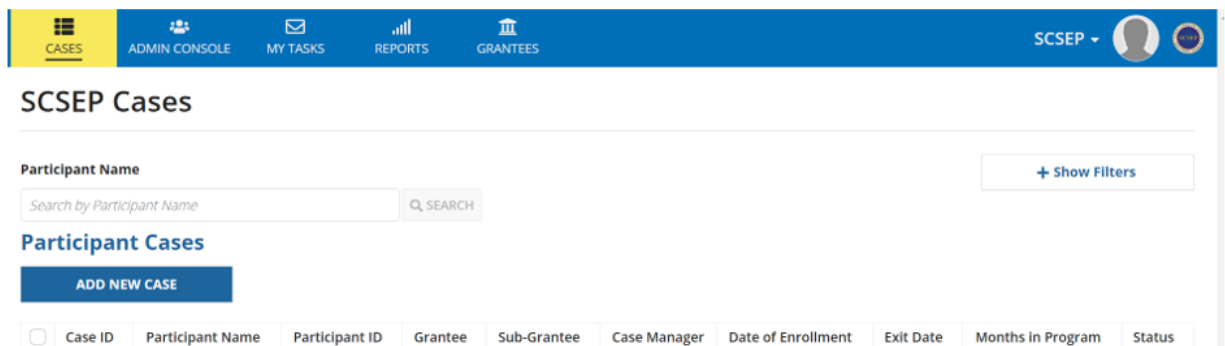 CASES ADMIN CONSOLE MY TASKS REPORTS GRANTEES SCSEP
SCSEP Cases
Participant Name
+ Show Filters
Search by Participant Name SEARCH
Participant Cases
ADD NEW CASE
Case ID Participant Name Participant ID Grantee Sub-Grantee Case Manager Date of Enrollment Exit Date Months in Program Status